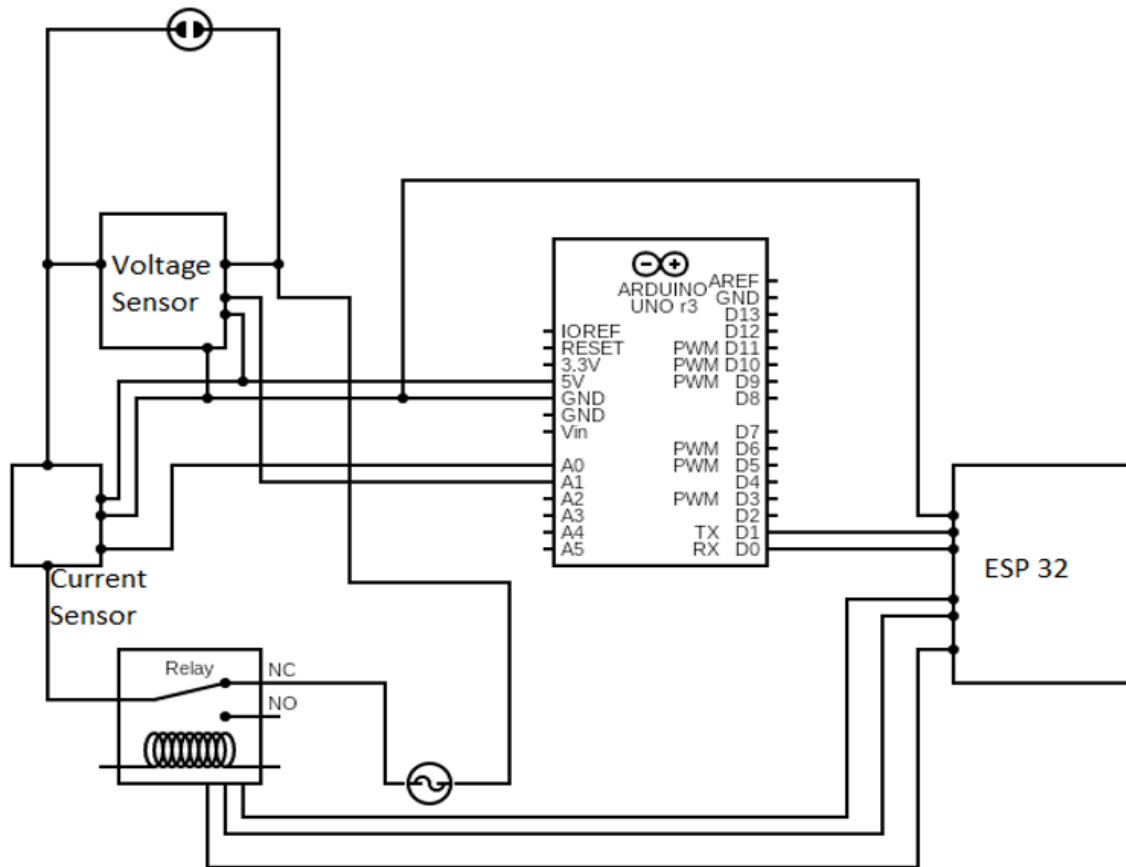 Voltage
Sensor
ARDUINO
UNO r3
IOREF
RESET
3.3V
5V
GND
GND
Vin
A0
A1
A2
A3
A4
A5
AREF
GND
D13
D12
PWM D11
PWM D10
PWM D9
D8
D7
PWM D6
PWM D5
D4
PWM D3
D2
TX D1
RX D0
ESP 32
Current
Sensor
Relay
NC
NO